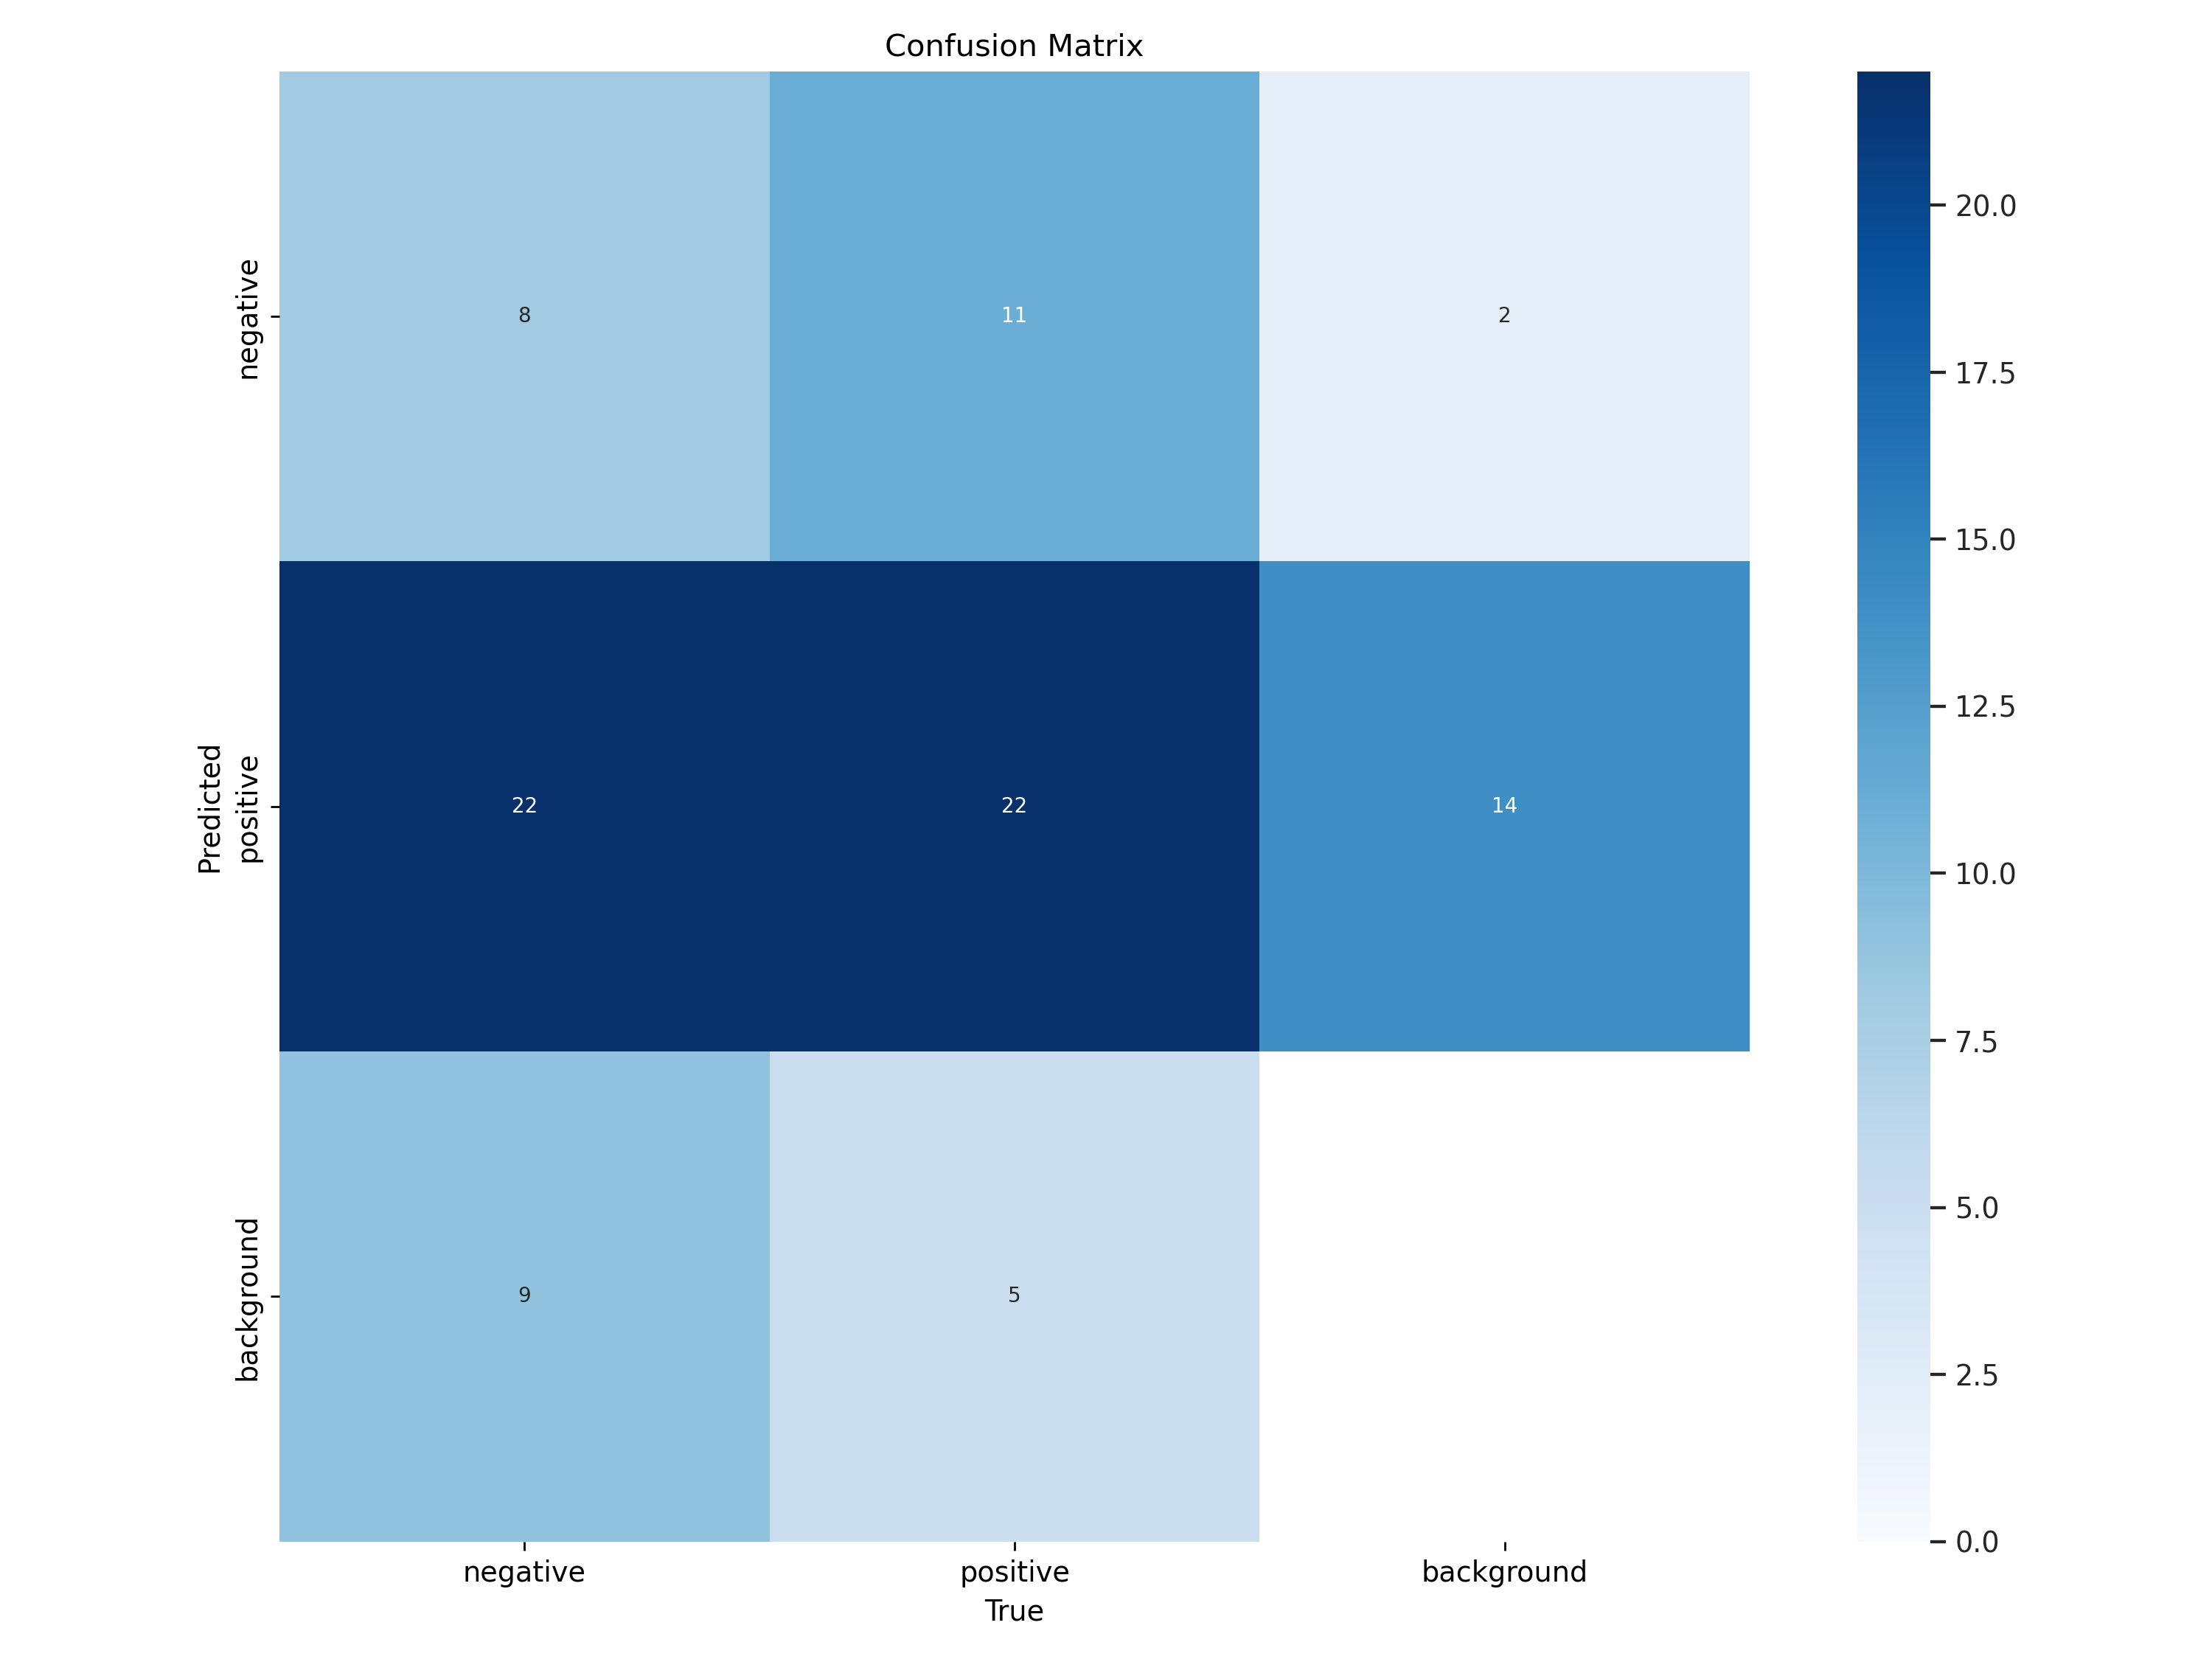 Confusion Matrix
negative
8 11 2
Predicted
positive
22 22 14
background
9 5
negative positive background
True
20.0
17.5
15.0
12.5
10.0
7.5
5.0
2.5
0.0